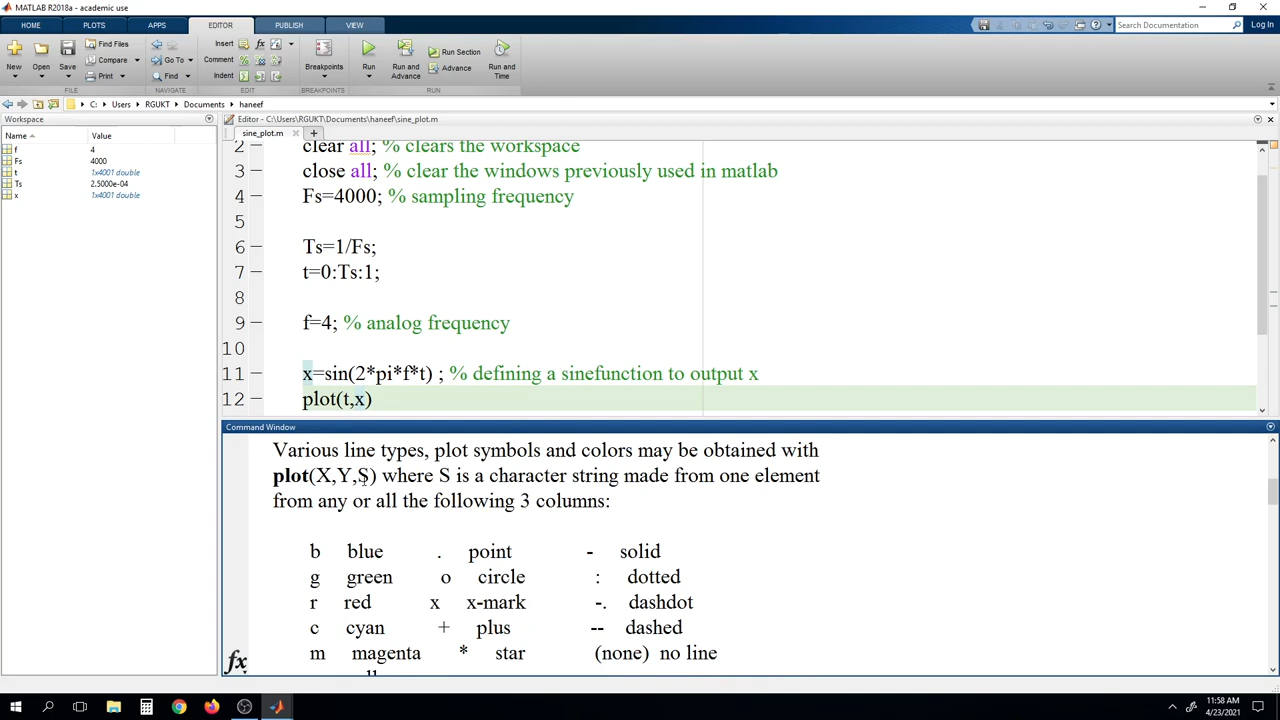 MATLAB R2018a - academic use
HOME PLOTS APPS EDITOR PUBLISH VIEW Search Documentation Log In
New Open Save Find Files Compare Print Go To Find Insert Comment Indent fx Breakpoints Run Run and Advance Run Section Advance Run and Time
FILE NAVIGATE EDIT BREAKPOINTS RUN
C: Users RGUKT Documents haneef
Workspace
Name Value
f 4
Fs 4000
t 1x4001 double
Ts 2.5000e-04
x 1x4001 double
Editor - C:\Users\RGUKT\Documents\haneef\sine_plot.m
sine_plot.m
2 clear all; % clears the workspace
3 close all; % clear the windows previously used in matlab
4 Fs=4000; % sampling frequency
5
6 Ts=1/Fs;
7 t=0:Ts:1;
8
9 f=4; % analog frequency
10
11 x=sin(2*pi*f*t) ; % defining a sinefunction to output x
12 plot(t,x)
Command Window
Various line types, plot symbols and colors may be obtained with
plot(X,Y,S) where S is a character string made from one element
from any or all the following 3 columns:
b blue . point - solid
g green o circle : dotted
r red x x-mark -. dashdot
c cyan + plus -- dashed
m magenta * star (none) no line
fx
11:58 AM
4/23/2021